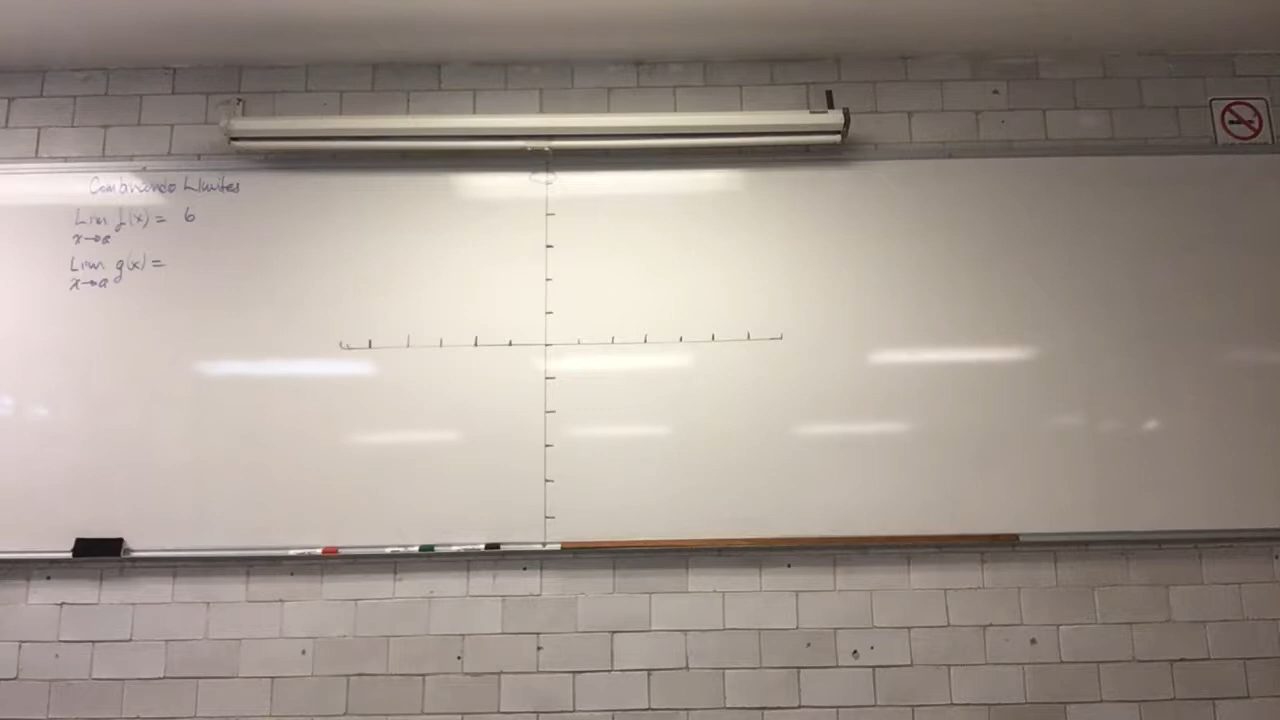 Combinando Límites
Lim f(x) = 6
x→a
Lim g(x) =
x→a